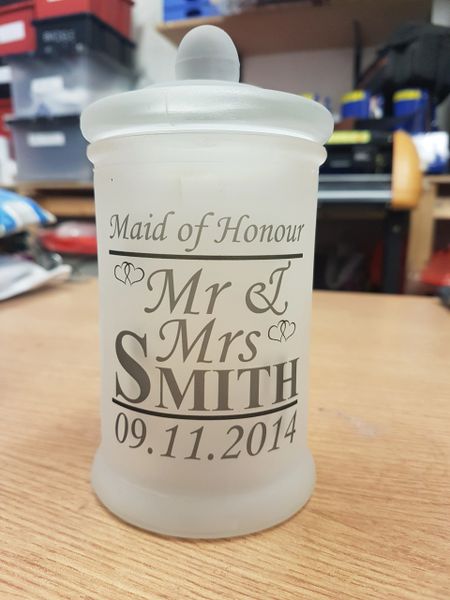 Maid of Honour
Mr &
Mrs
SMITH
09.11.2014